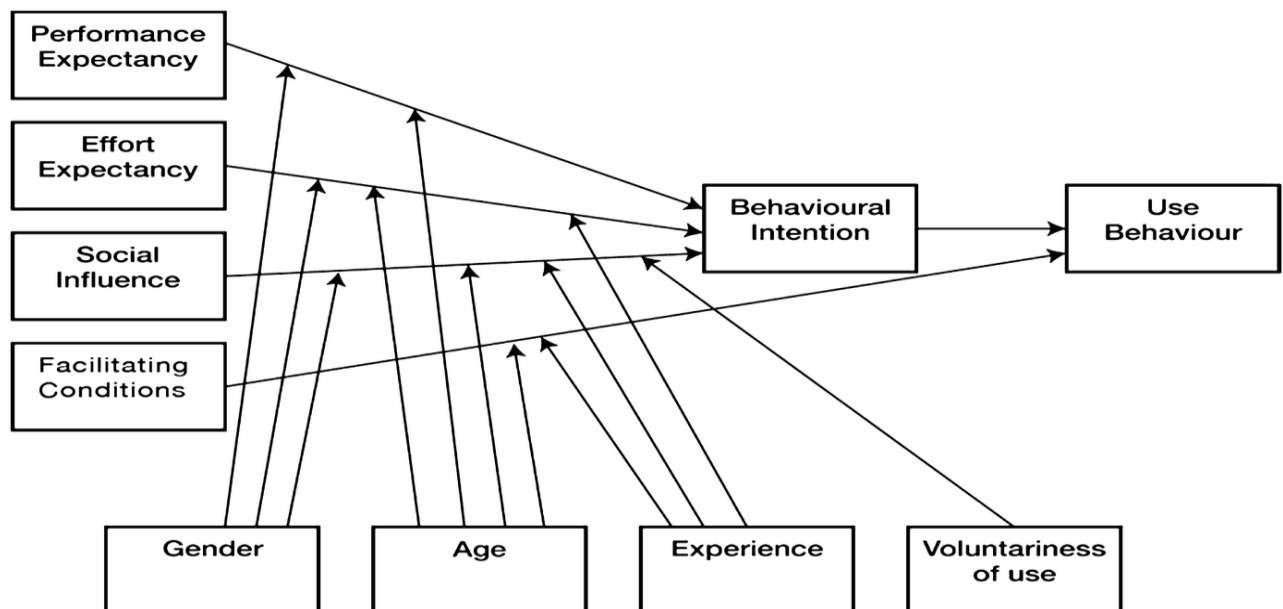 Performance
Expectancy
Effort
Expectancy
Social
Influence
Facilitating
Conditions
Behavioural
Intention
Use
Behaviour
Gender
Age
Experience
Voluntariness
of use